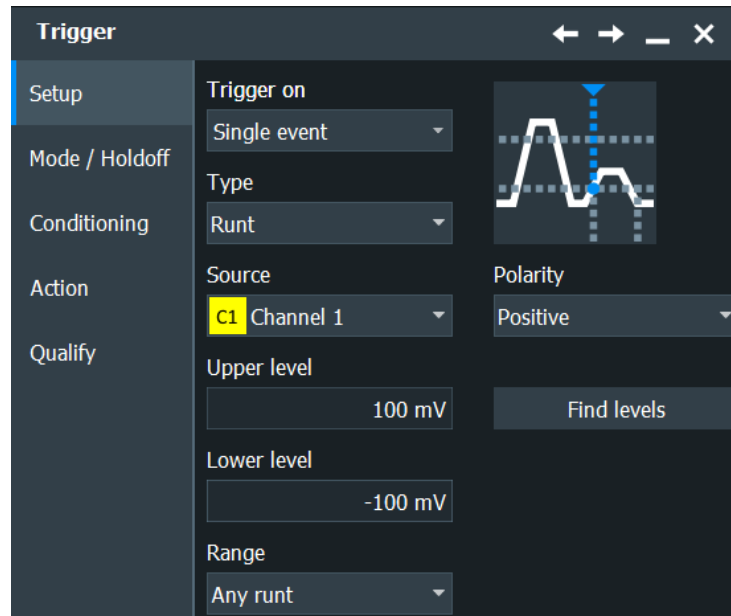 Trigger
Setup
Mode / Holdoff
Conditioning
Action
Qualify
Trigger on
Single event
Type
Runt
Source
C1 Channel 1
Polarity
Positive
Upper level
100 mV
Find levels
Lower level
-100 mV
Range
Any runt